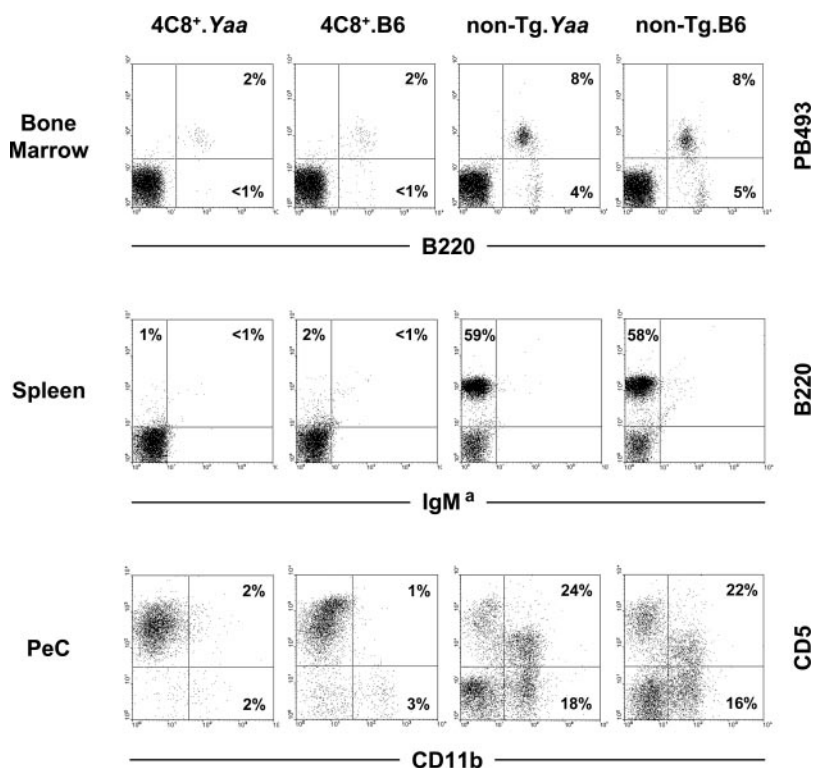 4C8⁺.Yaa 4C8⁺.B6 non-Tg.Yaa non-Tg.B6
Bone Marrow
2% 2% 8% 8%
<1% <1% 4% 5%
PB493
B220
Spleen
1% <1% 2% <1% 59% 58%
B220
IgM a
PeC
2% 1% 24% 22%
2% 3% 18% 16%
CD5
CD11b